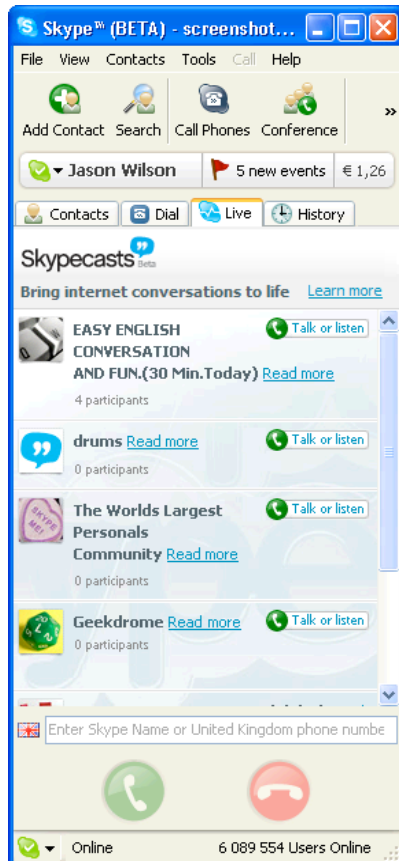 Skype™ (BETA) - screenshot...
File View Contacts Tools Call Help
Add Contact Search Call Phones Conference »
Jason Wilson 5 new events € 1,26
Contacts Dial Live History
Skypecasts Beta
Bring internet conversations to life Learn more
EASY ENGLISH Talk or listen
CONVERSATION
AND FUN.(30 Min.Today) Read more
4 participants
drums Read more Talk or listen
0 participants
The Worlds Largest Talk or listen
Personals
Community Read more
0 participants
SKYPE
ME!
Geekdrome Read more Talk or listen
0 participants
Enter Skype Name or United Kingdom phone numbe
Online 6 089 554 Users Online